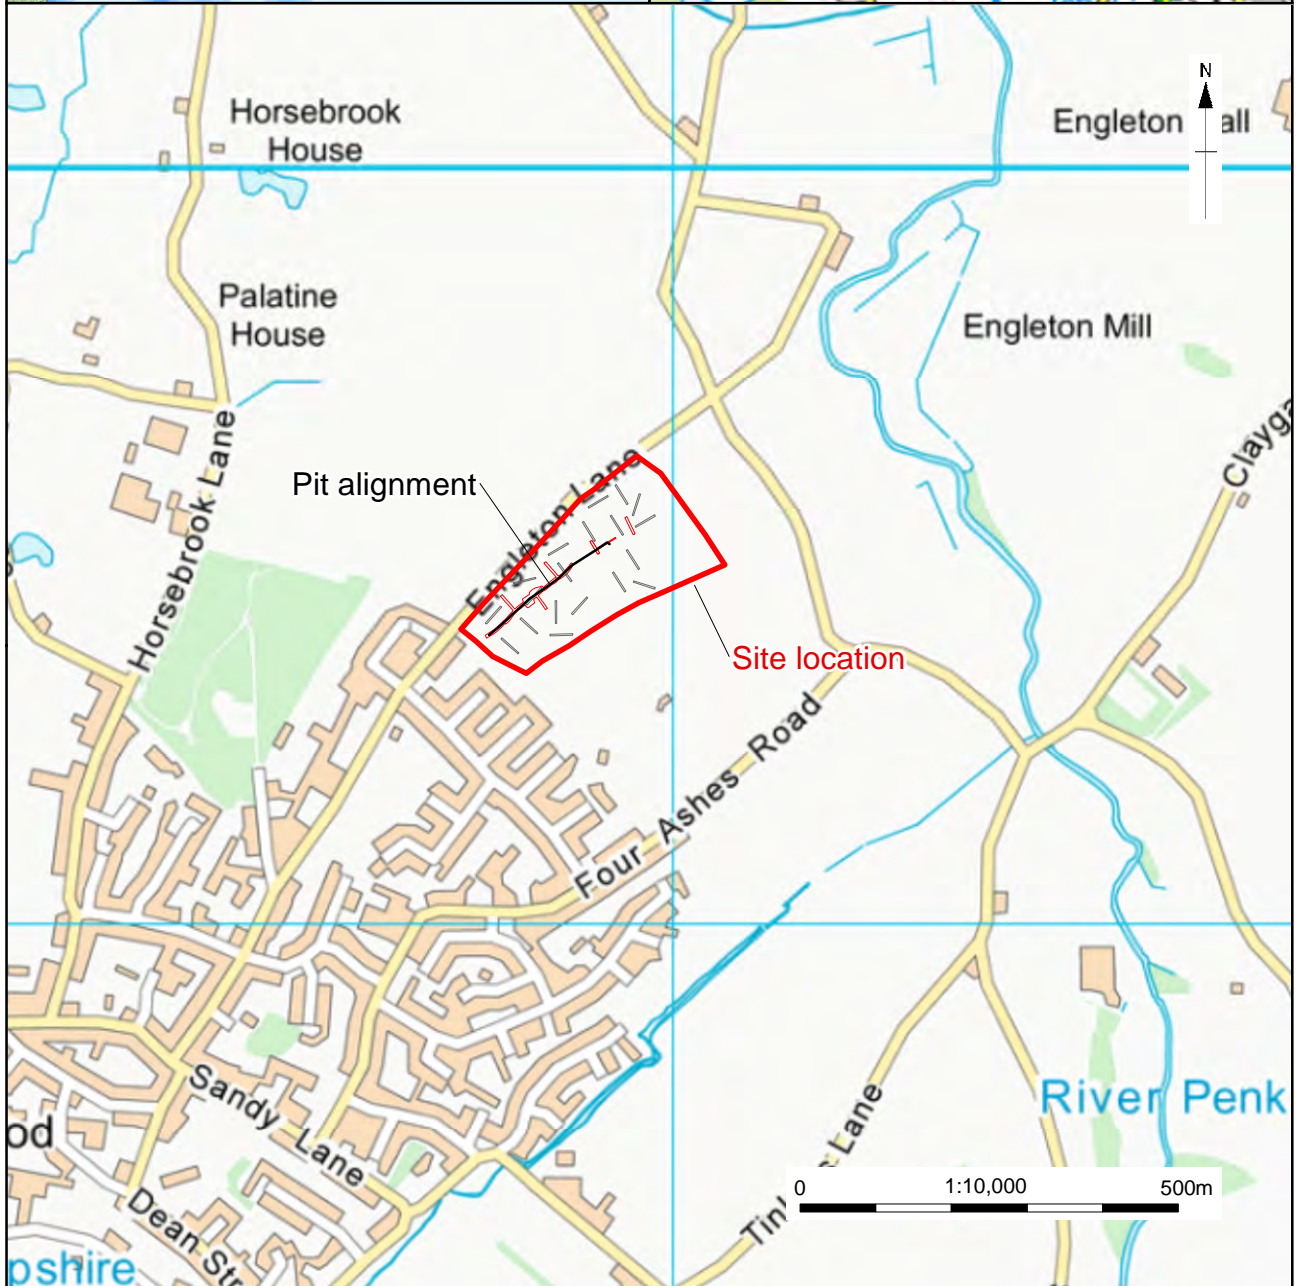 N
Horsebrook
House
Engleton
all
Palatine
House
Engleton Mill
Horsebrook Lane
Pit alignment
Engleton Lane
Site location
Four Ashes Road
Sandy Lane
River Penk
Lane
0
1:10,000
500m
Dean
od
pshire